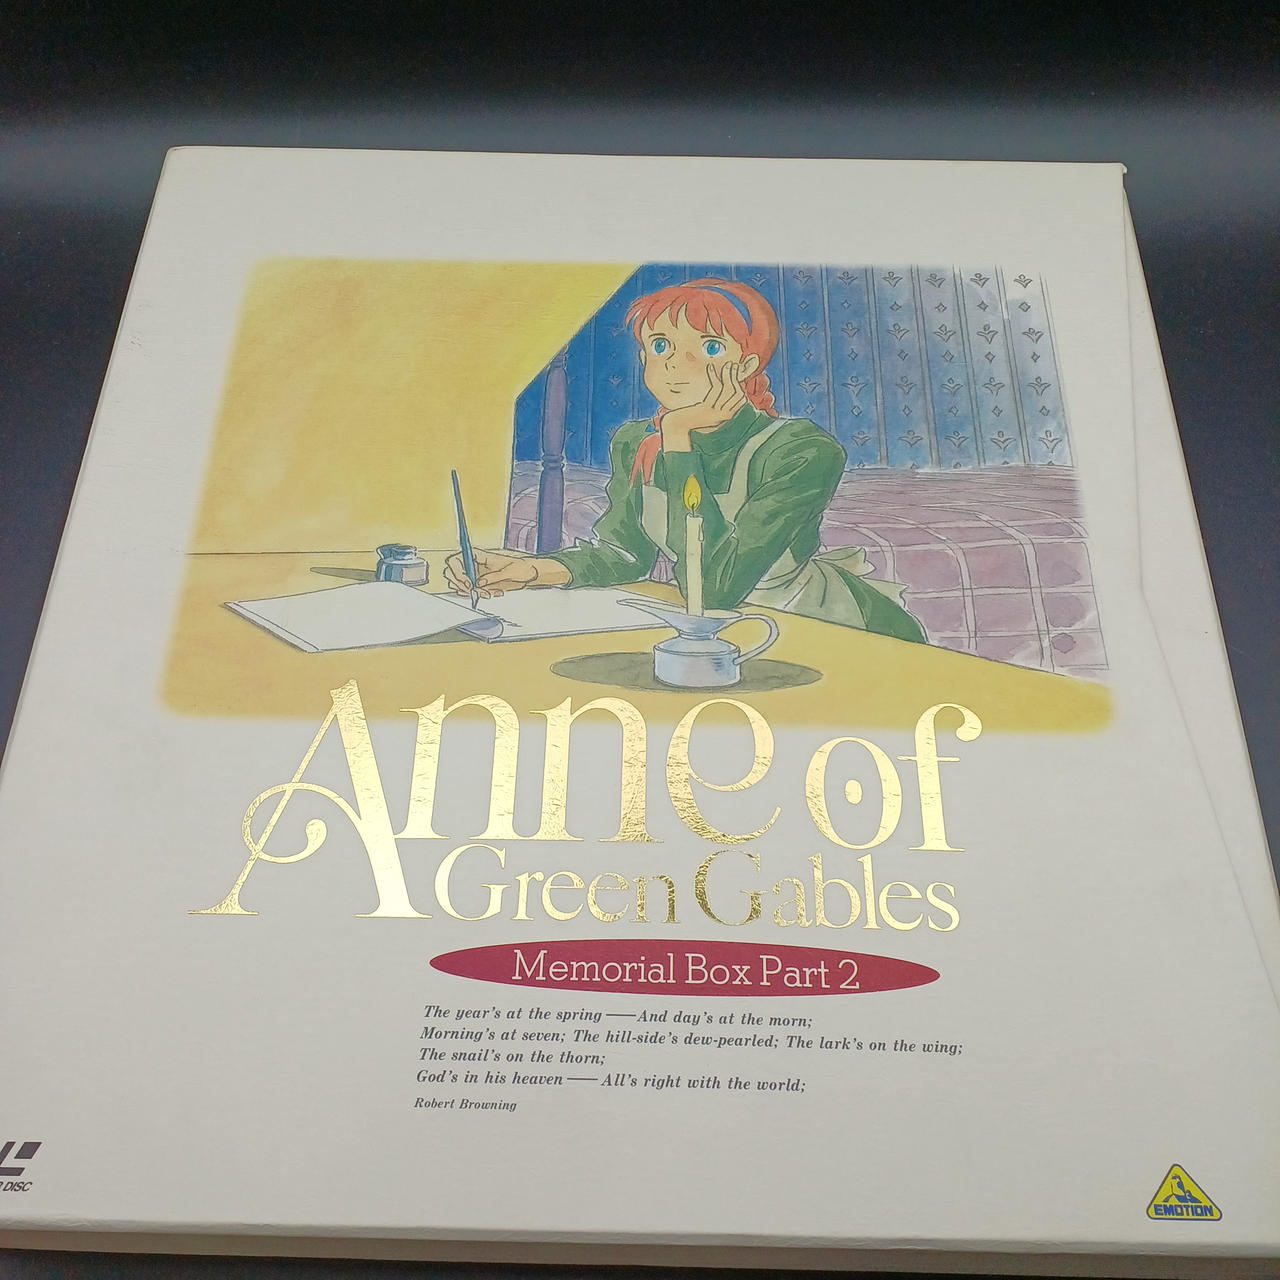 Anne of
Green Gables
Memorial Box Part 2
The year's at the spring —— And day's at the morn;
Morning's at seven; The hill-side's dew-pearled; The lark's on the wing;
The snail's on the thorn;
God's in his heaven —— All's right with the world;
Robert Browning
DISC
EMOTION